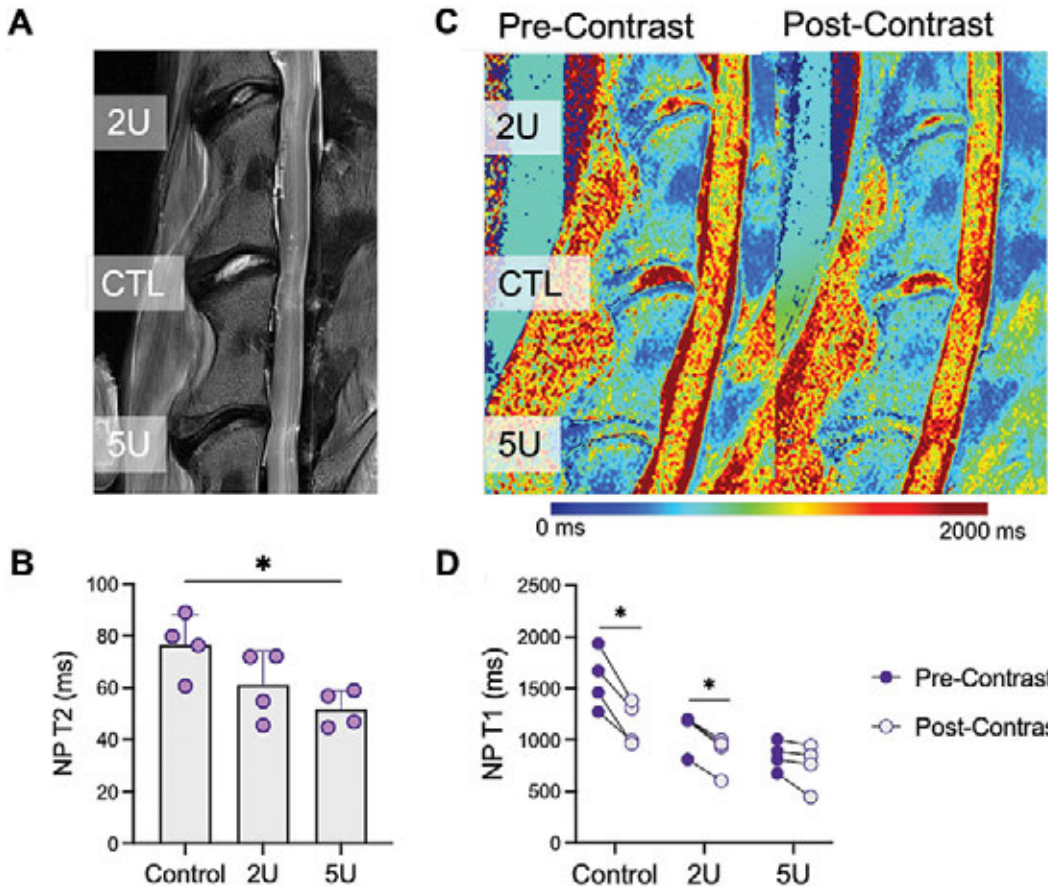 A
2U
CTL
5U
C
Pre-Contrast Post-Contrast
2U
CTL
5U
0 ms 2000 ms
B
*
NP T2 (ms)
100
80
60
40
20
0
Control 2U 5U
D
NP T1 (ms)
2500
2000
1500
1000
500
0
*
*
Control 2U 5U
Pre-Contrast
Post-Contras